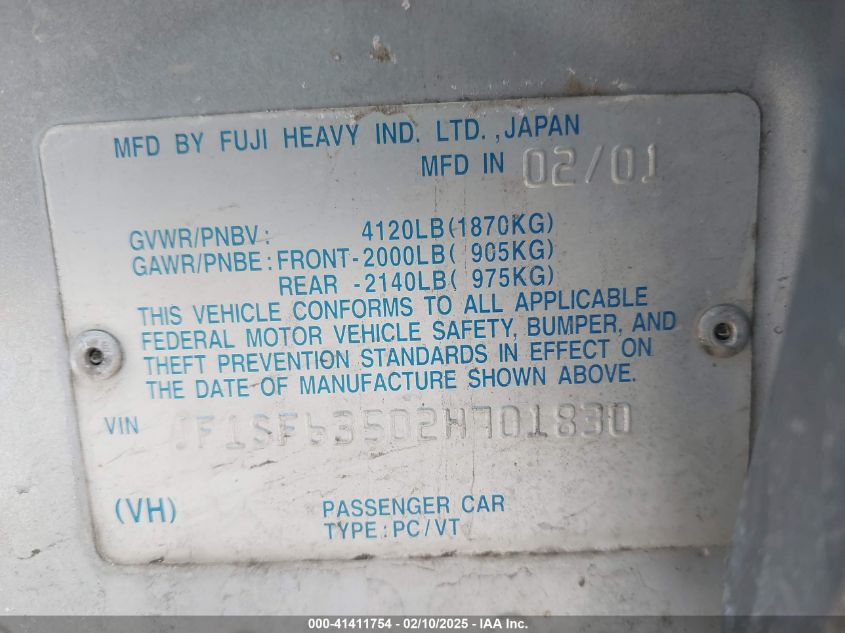 MFD BY FUJI HEAVY IND. LTD., JAPAN
MFD IN 02/01
GVWR/PNBV: 4120LB(1870KG)
GAWR/PNBE: FRONT-2000LB( 905KG)
REAR -2140LB( 975KG)
THIS VEHICLE CONFORMS TO ALL APPLICABLE
FEDERAL MOTOR VEHICLE SAFETY, BUMPER, AND
THEFT PREVENTION STANDARDS IN EFFECT ON
THE DATE OF MANUFACTURE SHOWN ABOVE.
VIN JF1SF63502H701830
(VH) PASSENGER CAR
TYPE: PC/VT
000-41411754 - 02/10/2025 - IAA Inc.